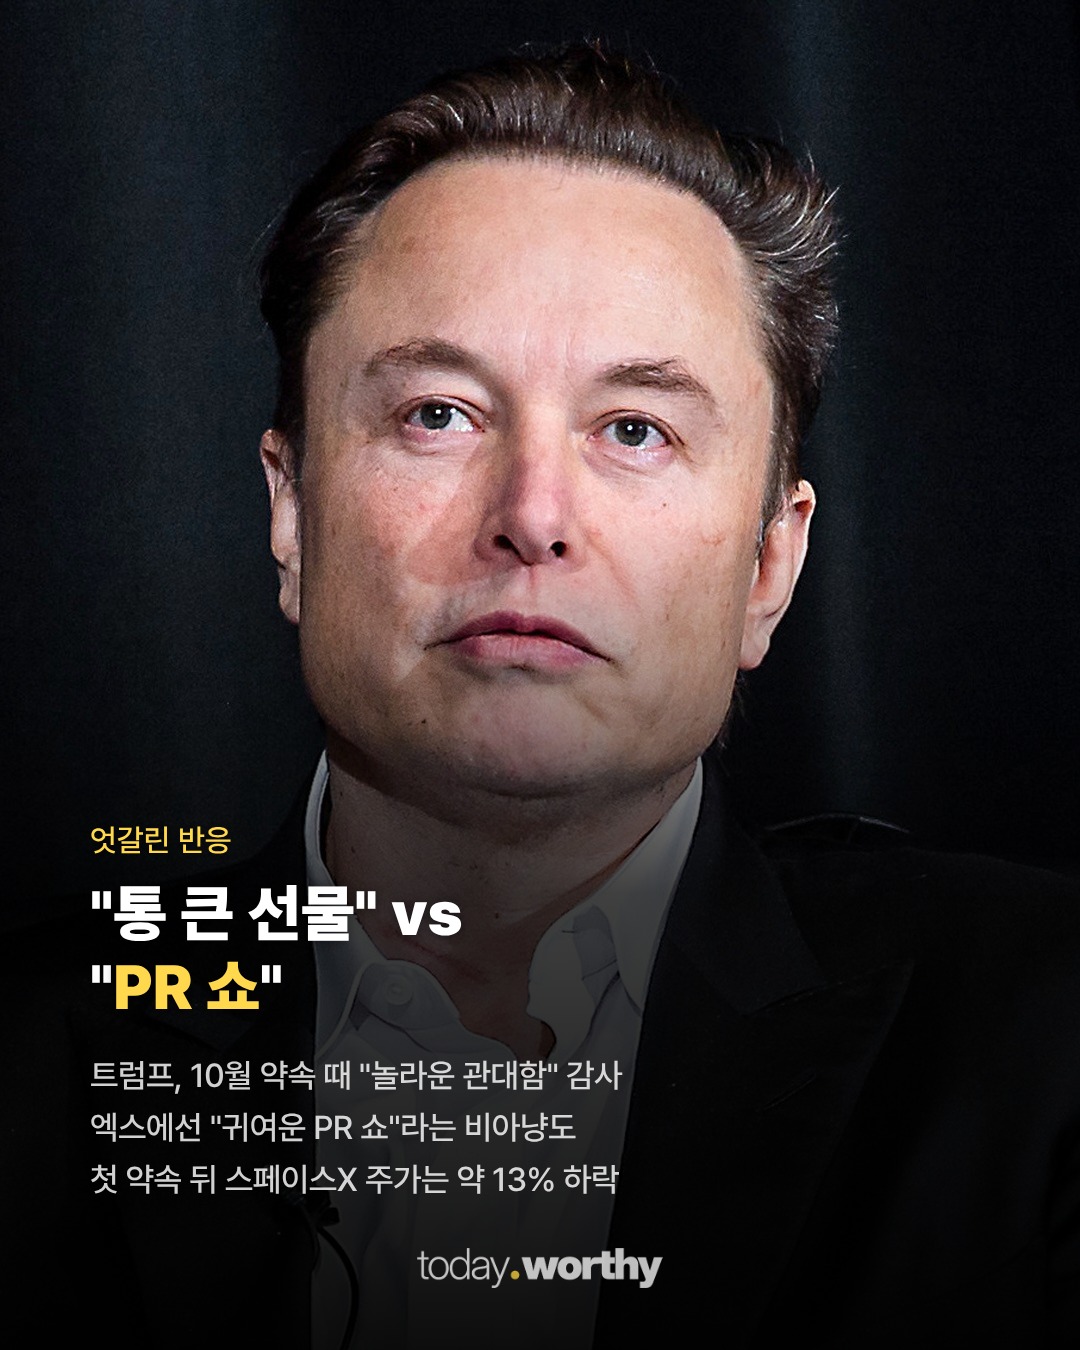 엇갈린 반응
"통 큰 선물" vs
"PR 쇼"
트럼프, 10월 약속 때 "놀라운 관대함" 감사
엑스에선 "귀여운 PR 쇼"라는 비아냥도
첫 약속 뒤 스페이스X 주가는 약 13% 하락
today.worthy